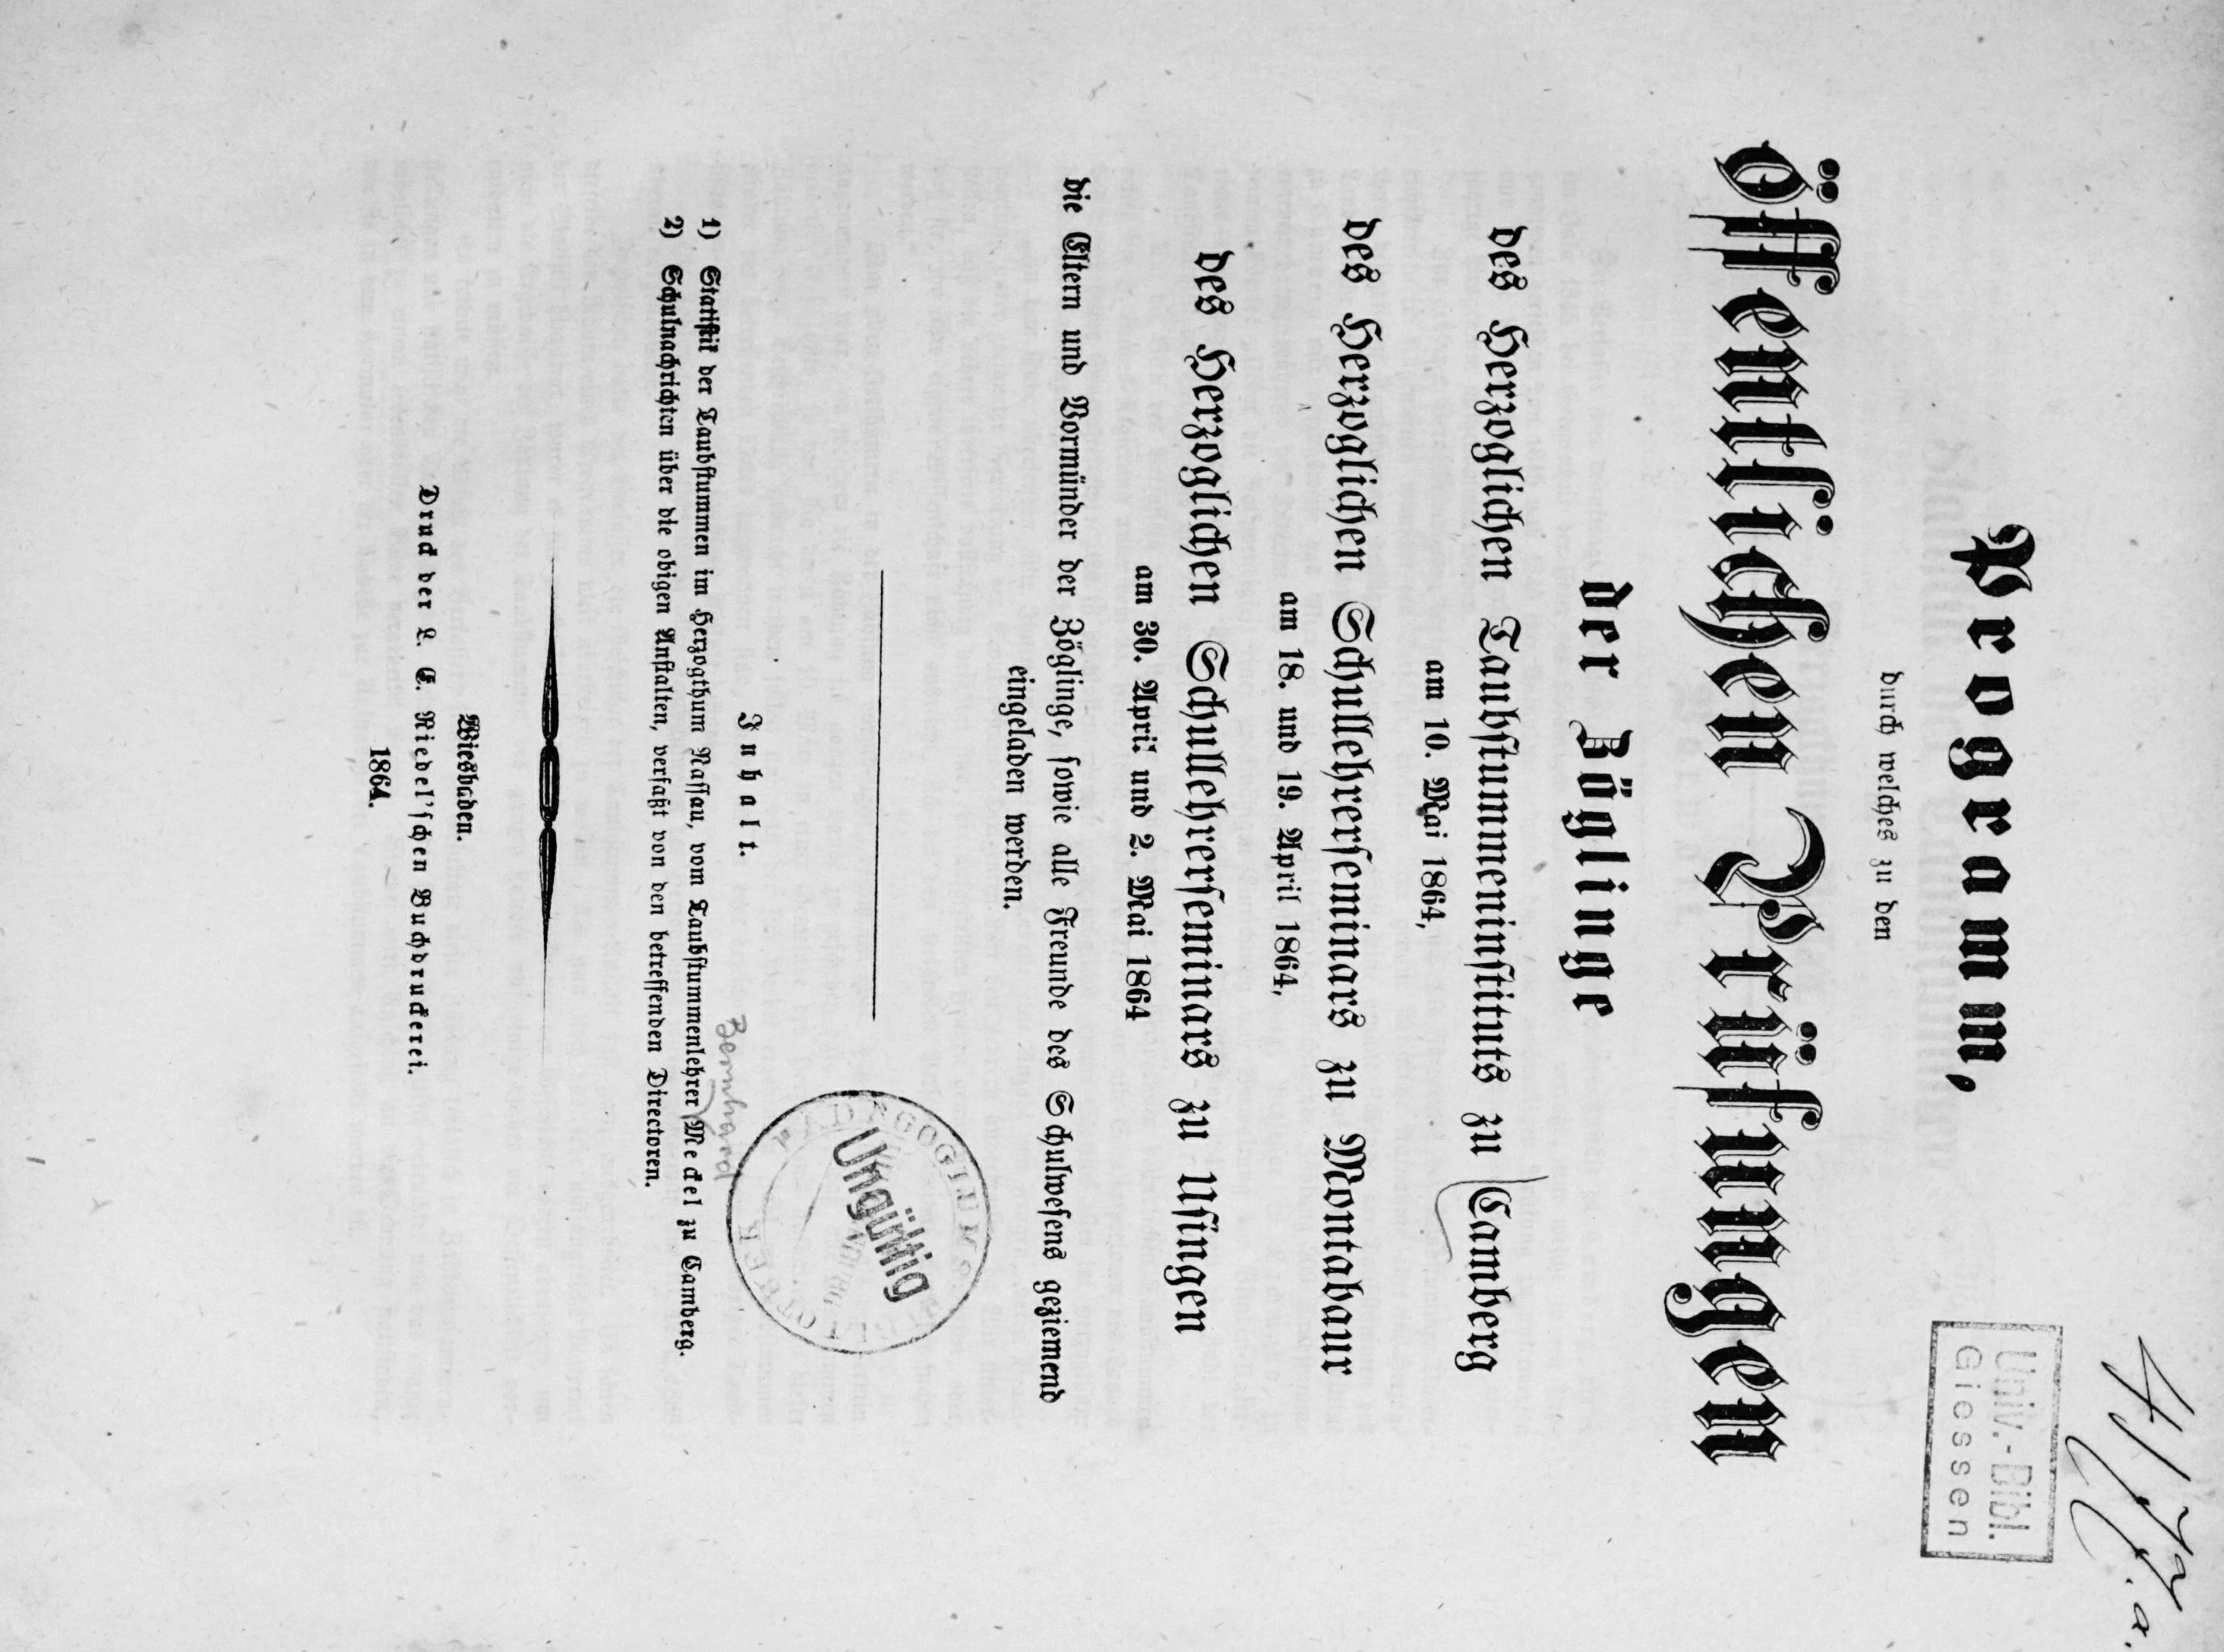 Univ.-Bibl.
Giessen
Programm,
durch welches zu den
öffentlichen Prüfungen
der Zöglinge
des Herzoglichen Taubstummeninstituts zu Camberg
am 10. Mai 1864,
des Herzoglichen Schullehrerseminars zu Montabaur
am 18. und 19. April 1864,
des Herzoglichen Schullehrerseminars zu Usingen
am 30. April und 2. Mai 1864
die Eltern und Vormünder der Zöglinge, sowie alle Freunde des Schulwesens geziemend
eingeladen werden.
Ungültig
Inhalt.
Bernhard
1) Statistik der Taubstummen im Herzogthum Nassau, vom Taubstummenlehrer Meckel zu Camberg.
2) Schulnachrichten über die obigen Anstalten, verfaßt von den betreffenden Directoren.
Wiesbaden.
Druck der L. E. Riedel'schen Buchdruckerei.
1864.